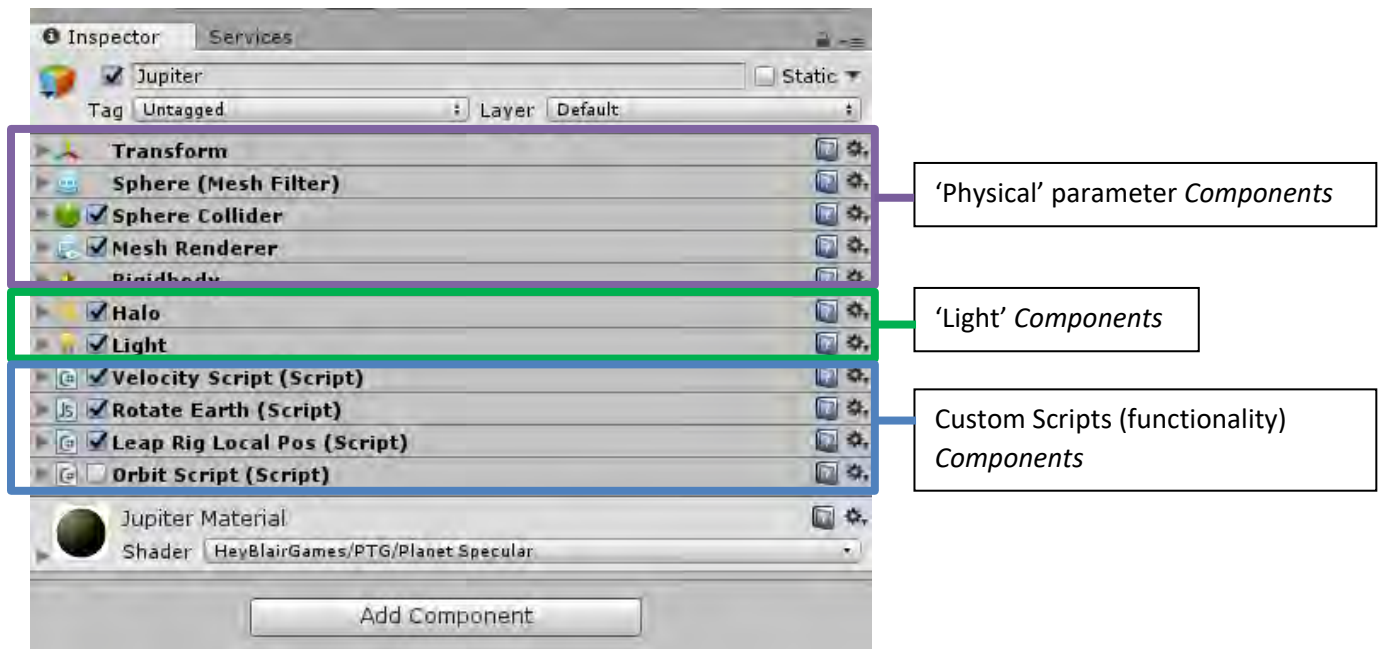 Inspector Services
Jupiter Static
Tag Untagged Layer Default
Transform
Sphere (Mesh Filter)
Sphere Collider
Mesh Renderer
Rigidbody
Halo
Light
Velocity Script (Script)
Rotate Earth (Script)
Leap Rig Local Pos (Script)
Orbit Script (Script)
Jupiter Material
Shader HeyBlairGames/PTG/Planet Specular
Add Component
‘Physical’ parameter Components
‘Light’ Components
Custom Scripts (functionality)
Components